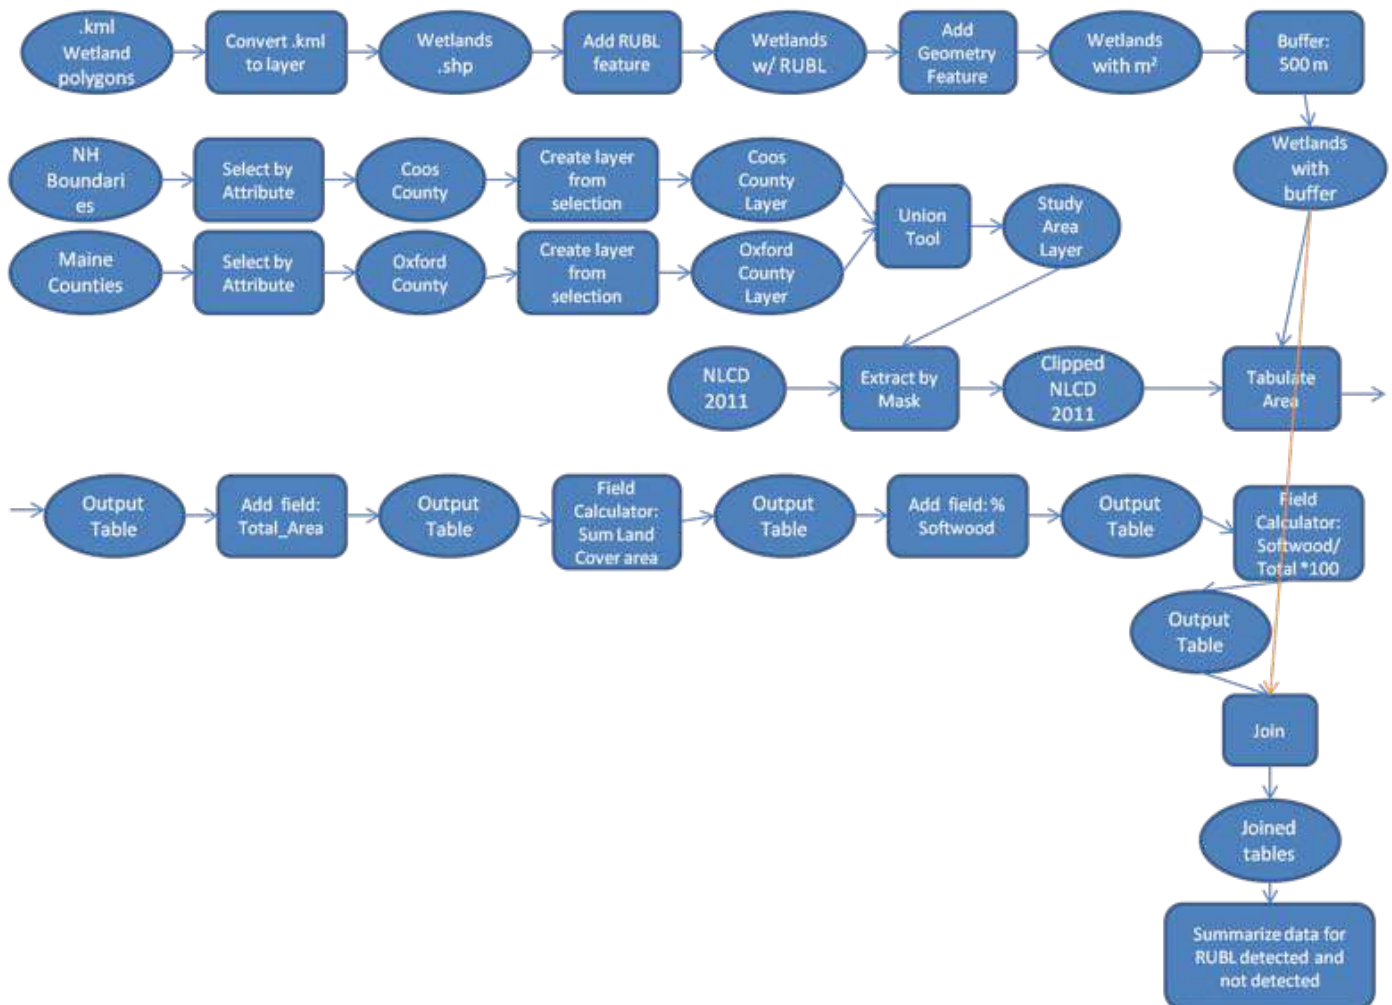 .kml
Wetland
polygons
Convert .kml
to layer
Wetlands
.shp
Add RUBL
feature
Wetlands
w/ RUBL
Add
Geometry
Feature
Wetlands
with m²
Buffer:
500 m
Wetlands
with
buffer
NH
Boundari
es
Select by
Attribute
Coos
County
Create layer
from
selection
Coos
County
Layer
Union
Tool
Study
Area
Layer
Maine
Counties
Select by
Attribute
Oxford
County
Create layer
from
selection
Oxford
County
Layer
NLCD
2011
Extract by
Mask
Clipped
NLCD
2011
Tabulate
Area
Output
Table
Add field:
Total_Area
Output
Table
Field
Calculator:
Sum Land
Cover area
Output
Table
Add field: %
Softwood
Output
Table
Field
Calculator:
Softwood/
Total *100
Output
Table
Join
Joined
tables
Summarize data for
RUBL detected and
not detected